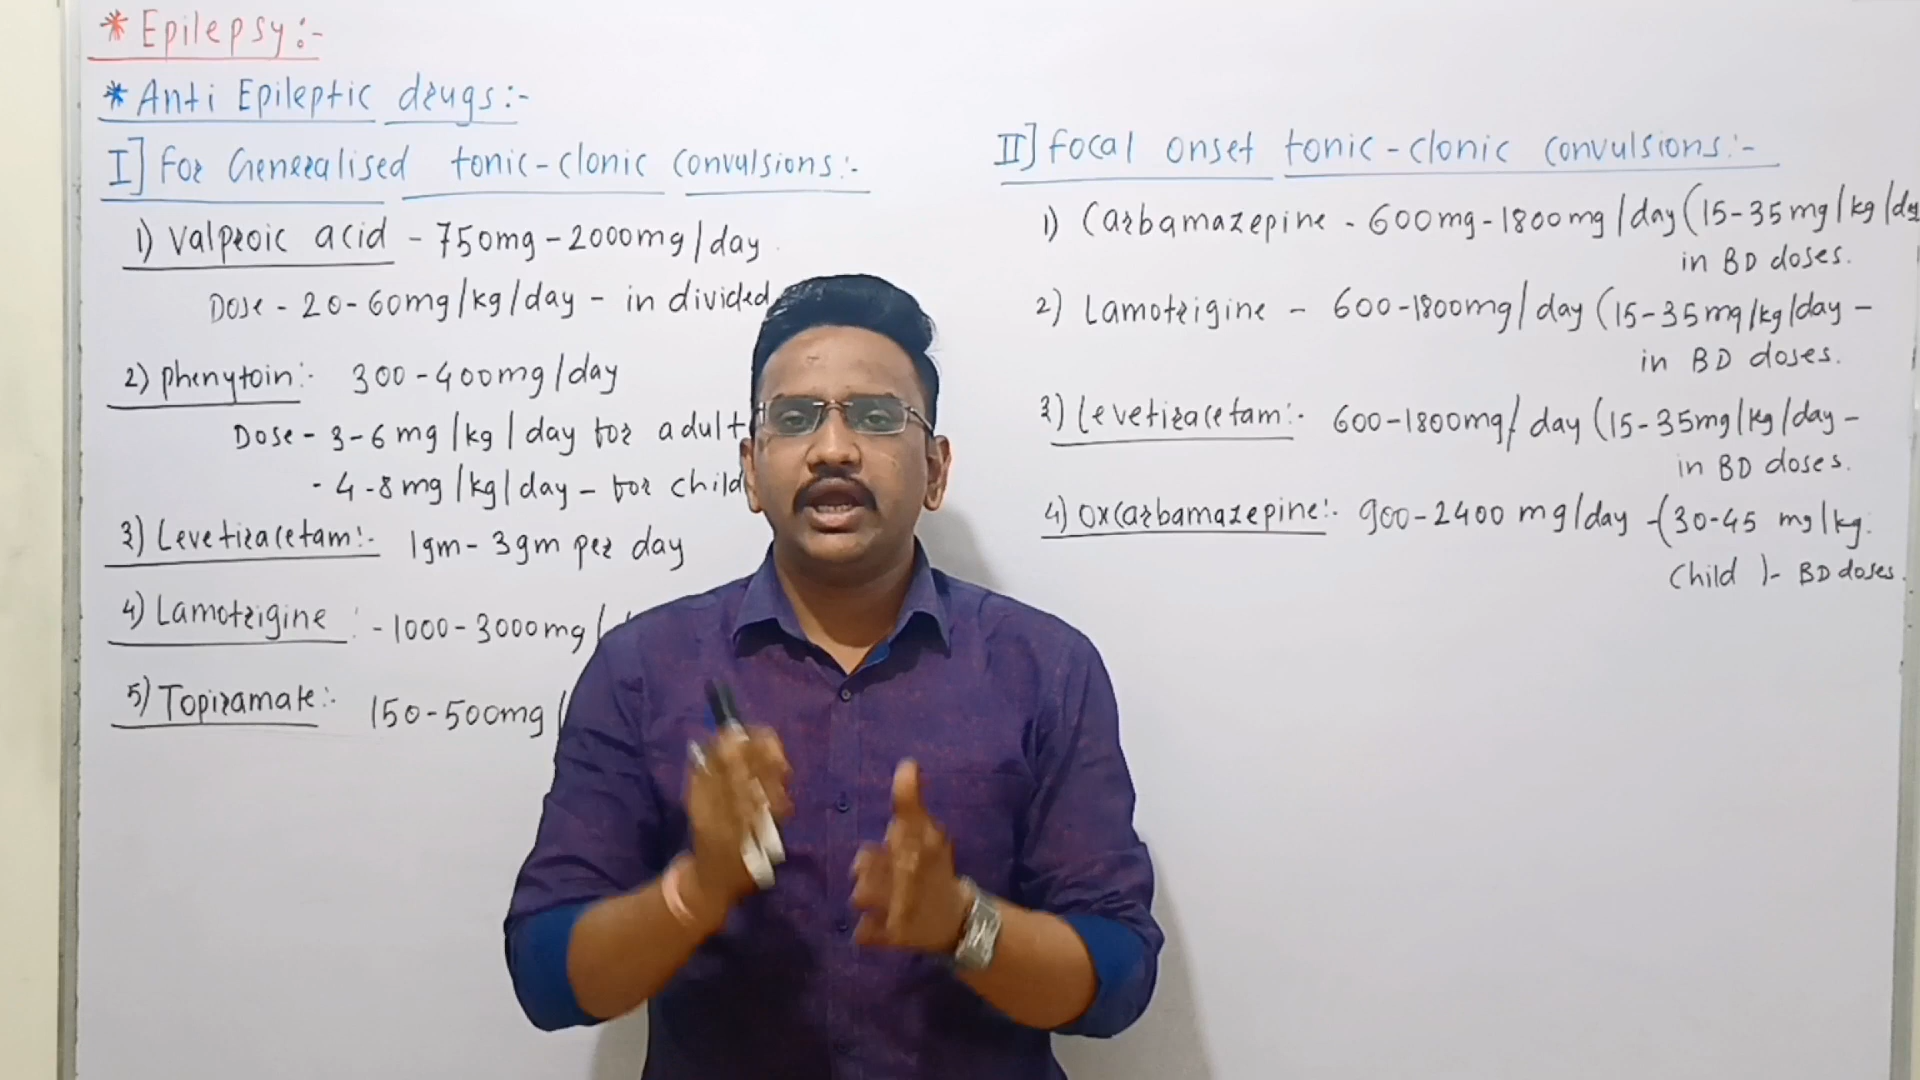 * Epilepsy:-
* Anti Epileptic drugs:-
I] For Generalised tonic-clonic convulsions:-
1) Valproic acid - 750mg-2000mg/day
Dose - 20-60mg/kg/day - in divided
2) Phenytoin:- 300-400mg/day
Dose - 3-6 mg/kg/day for adult
- 4-8mg/kg/day - for child
3) Levetiracetam:- 1gm-3gm per day
4) Lamotrigine :- 1000-3000mg/
5) Topiramate:- 150-500mg/
II] Focal onset tonic-clonic convulsions:-
1) Carbamazepine - 600mg-1800mg/day (15-35mg/kg/day
in BD doses.
2) Lamotrigine - 600-1800mg/day (15-35mg/kg/day -
in BD doses.
3) Levetiracetam:- 600-1800mg/day (15-35mg/kg/day -
in BD doses.
4) Oxcarbazepine:- 900-2400 mg/day -(30-45 mg/kg.
child )- BD doses.